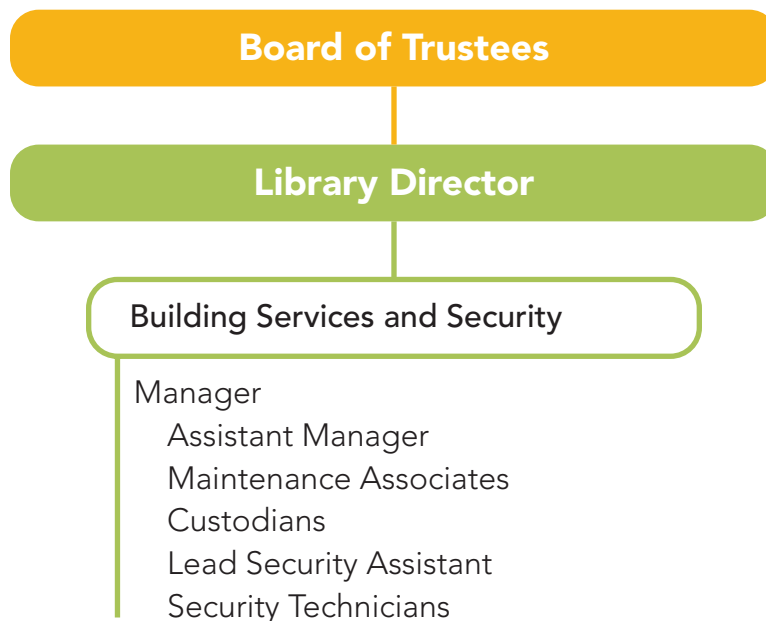 Board of Trustees
Library Director
Building Services and Security
Manager
Assistant Manager
Maintenance Associates
Custodians
Lead Security Assistant
Security Technicians